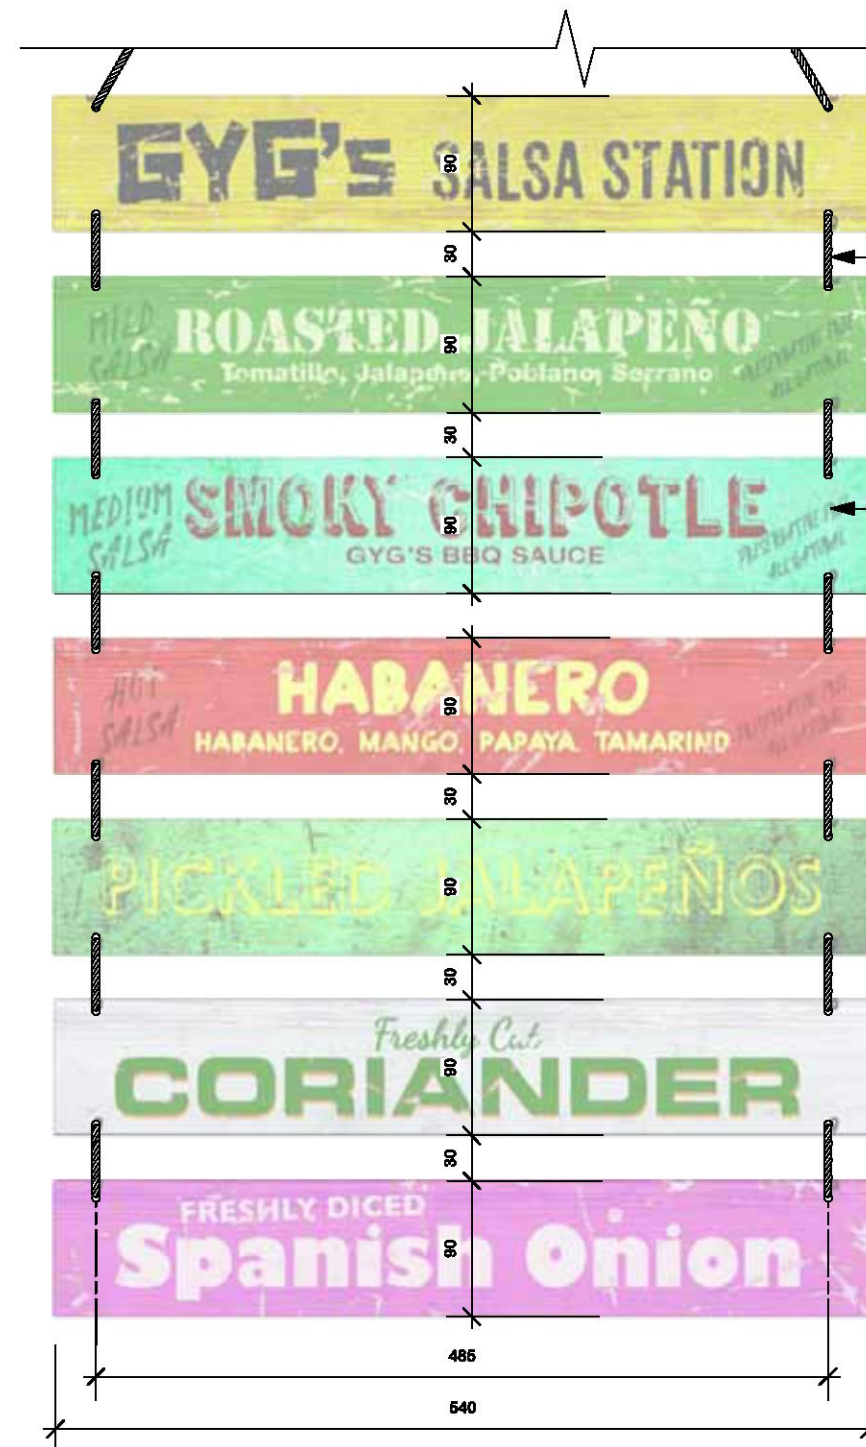 GYG's SALSA STATION
90
30
MILD
SALSA
ROASTED JALAPEÑO
Tomatillo, Jalapeño, Poblano, Serrano
90
30
MEDIUM
SALSA
SMOKY CHIPOTLE
GYG'S BBQ SAUCE
90
HOT
SALSA
HABANERO
HABANERO, MANGO, PAPAYA, TAMARIND
90
30
PICKLED JALAPEÑOS
90
30
Freshly Cut
CORIANDER
90
30
FRESHLY DICED
Spanish Onion
90
485
540